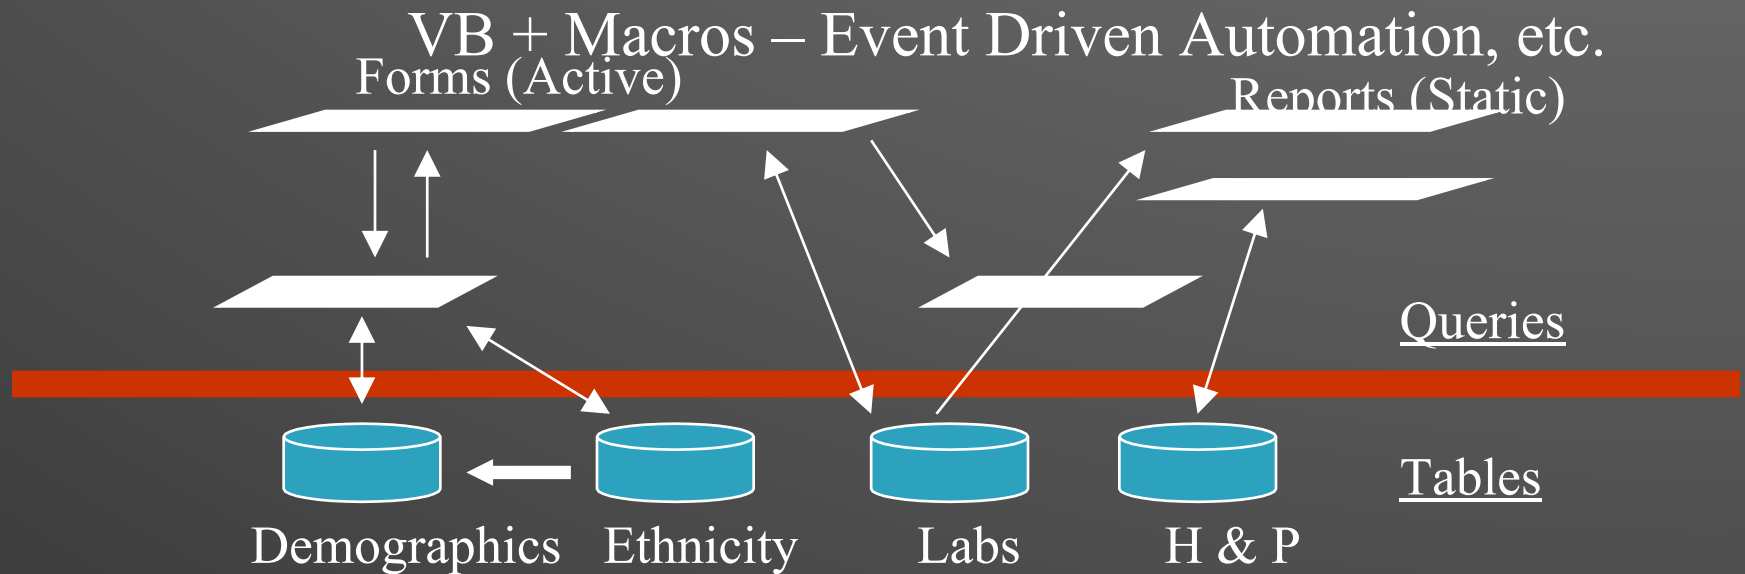 VB + Macros – Event Driven Automation, etc.
Forms (Active)
Reports (Static)
Queries
Tables
Demographics
Ethnicity
Labs
H & P